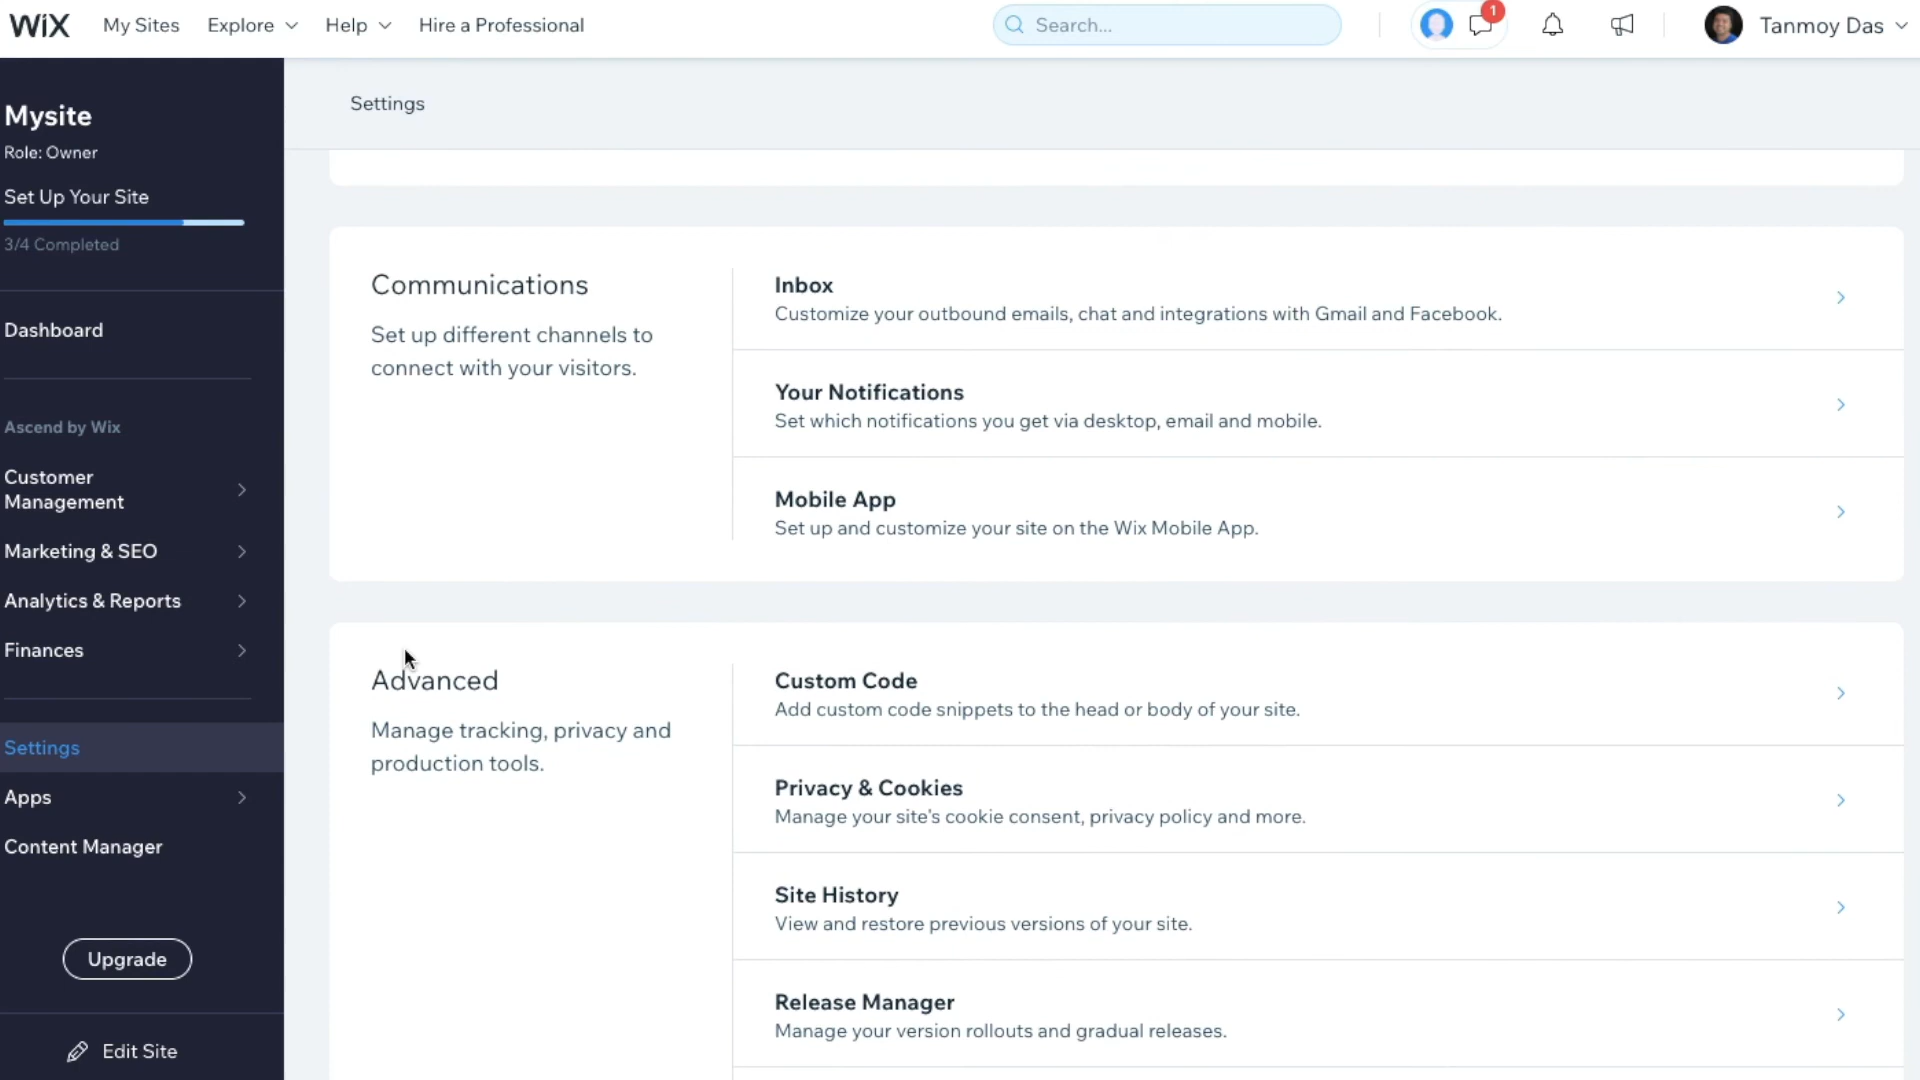 WiX
My Sites
Explore
Help
Hire a Professional
Search...
1
Tanmoy Das
Mysite
Role: Owner
Set Up Your Site
3/4 Completed
Dashboard
Ascend by Wix
Customer
Management
Marketing & SEO
Analytics & Reports
Finances
Settings
Apps
Content Manager
Upgrade
Edit Site
Settings
Communications
Set up different channels to
connect with your visitors.
Inbox
Customize your outbound emails, chat and integrations with Gmail and Facebook.
Your Notifications
Set which notifications you get via desktop, email and mobile.
Mobile App
Set up and customize your site on the Wix Mobile App.
Advanced
Manage tracking, privacy and
production tools.
Custom Code
Add custom code snippets to the head or body of your site.
Privacy & Cookies
Manage your site's cookie consent, privacy policy and more.
Site History
View and restore previous versions of your site.
Release Manager
Manage your version rollouts and gradual releases.